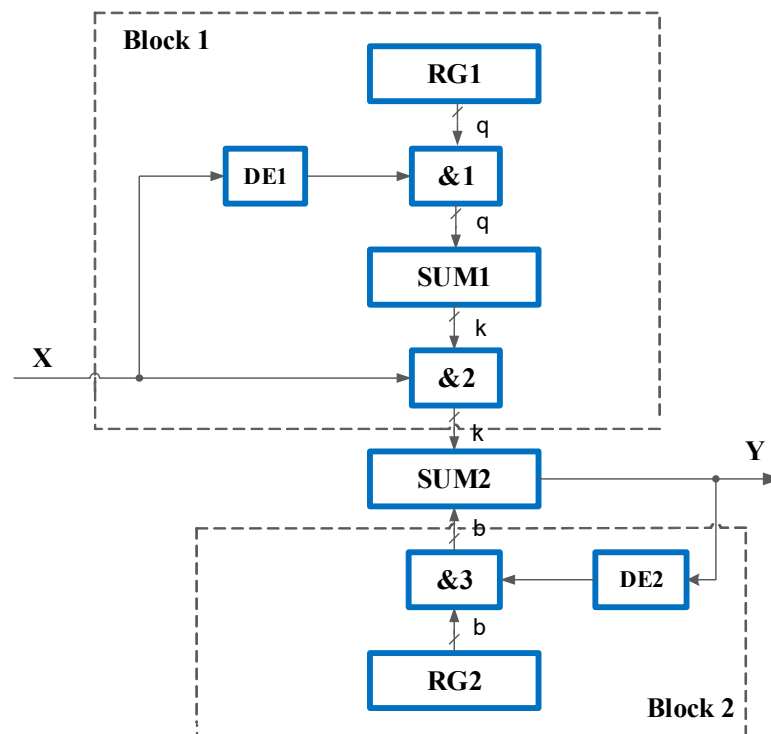 Block 1
RG1
q
DE1
&1
q
SUM1
k
X
&2
k
SUM2
Y
b
&3
DE2
b
RG2
Block 2